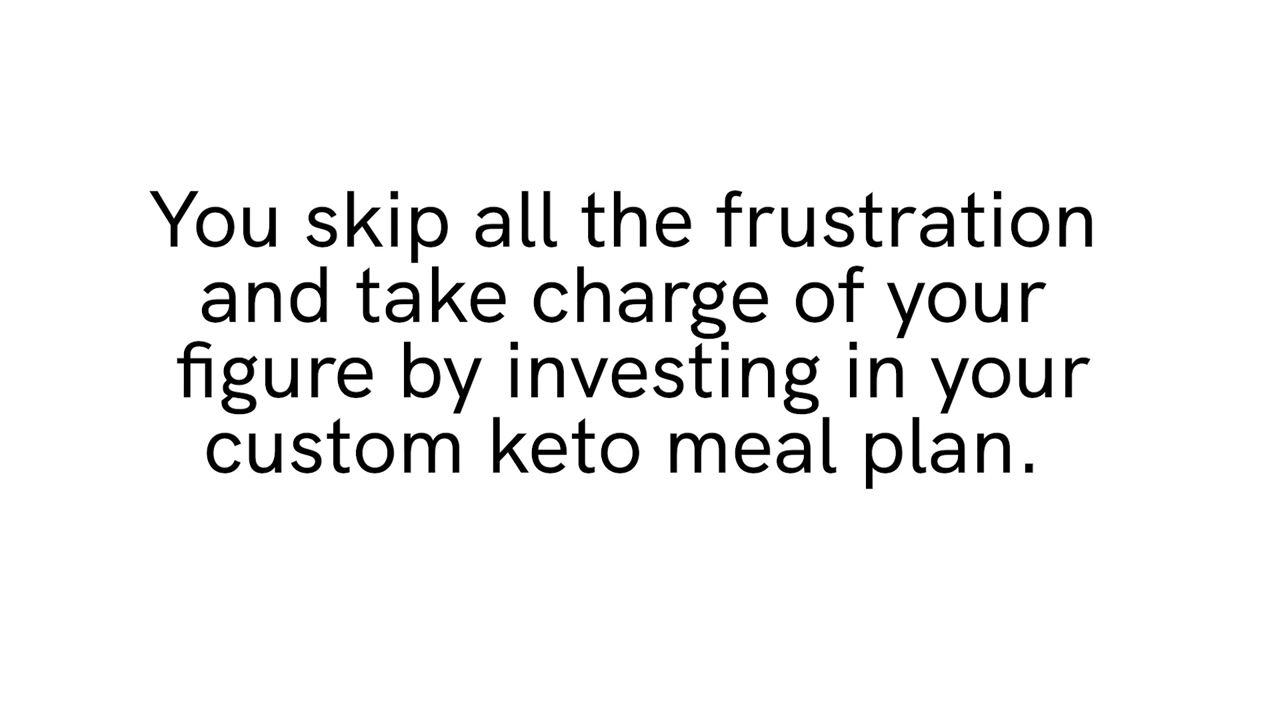 You skip all the frustration
and take charge of your
figure by investing in your
custom keto meal plan.